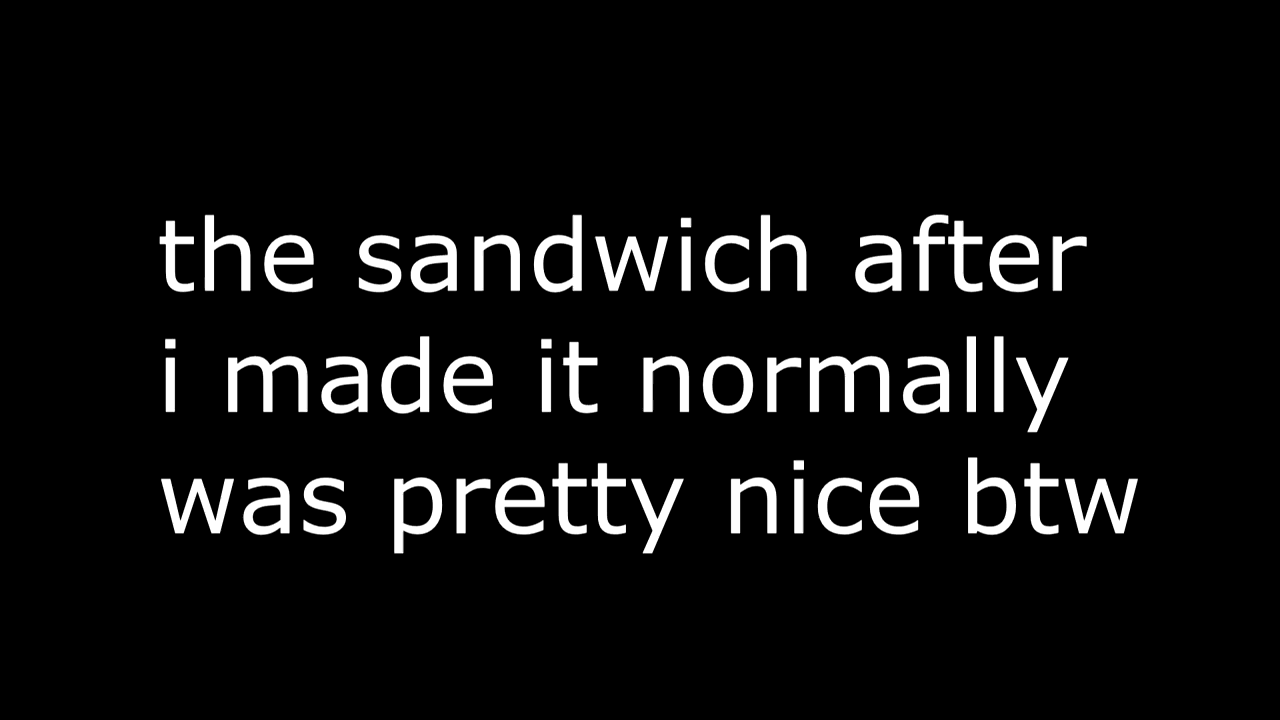 the sandwich after
i made it normally
was pretty nice btw